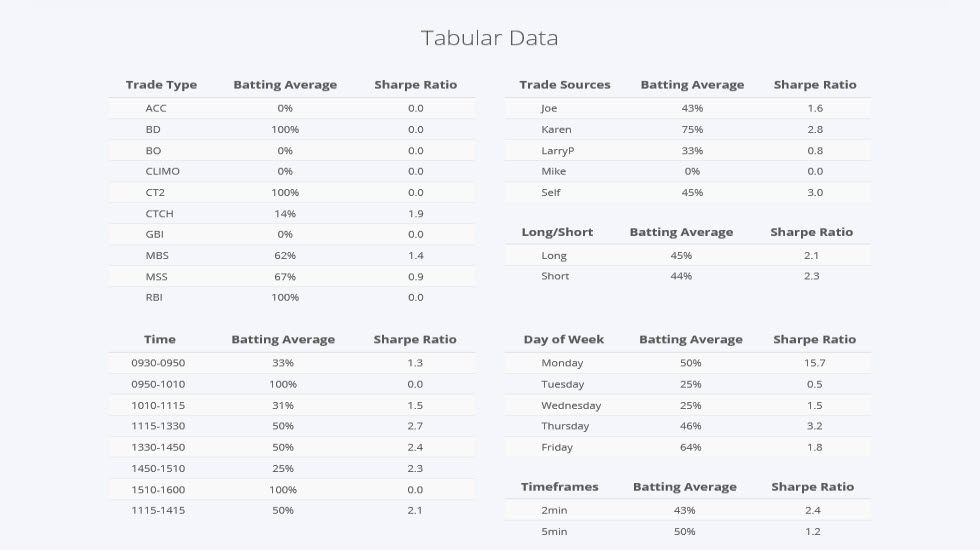 Tabular Data
Trade Type Batting Average Sharpe Ratio
ACC 0% 0.0
BD 100% 0.0
BO 0% 0.0
CLIMO 0% 0.0
CT2 100% 0.0
CTCH 14% 1.9
GBI 0% 0.0
MBS 62% 1.4
MSS 67% 0.9
RBI 100% 0.0
Trade Sources Batting Average Sharpe Ratio
Joe 43% 1.6
Karen 75% 2.8
LarryP 33% 0.8
Mike 0% 0.0
Self 45% 3.0
Long/Short Batting Average Sharpe Ratio
Long 45% 2.1
Short 44% 2.3
Time Batting Average Sharpe Ratio
0930-0950 33% 1.3
0950-1010 100% 0.0
1010-1115 31% 1.5
1115-1330 50% 2.7
1330-1450 50% 2.4
1450-1510 25% 2.3
1510-1600 100% 0.0
1115-1415 50% 2.1
Day of Week Batting Average Sharpe Ratio
Monday 50% 15.7
Tuesday 25% 0.5
Wednesday 25% 1.5
Thursday 46% 3.2
Friday 64% 1.8
Timeframes Batting Average Sharpe Ratio
2min 43% 2.4
5min 50% 1.2